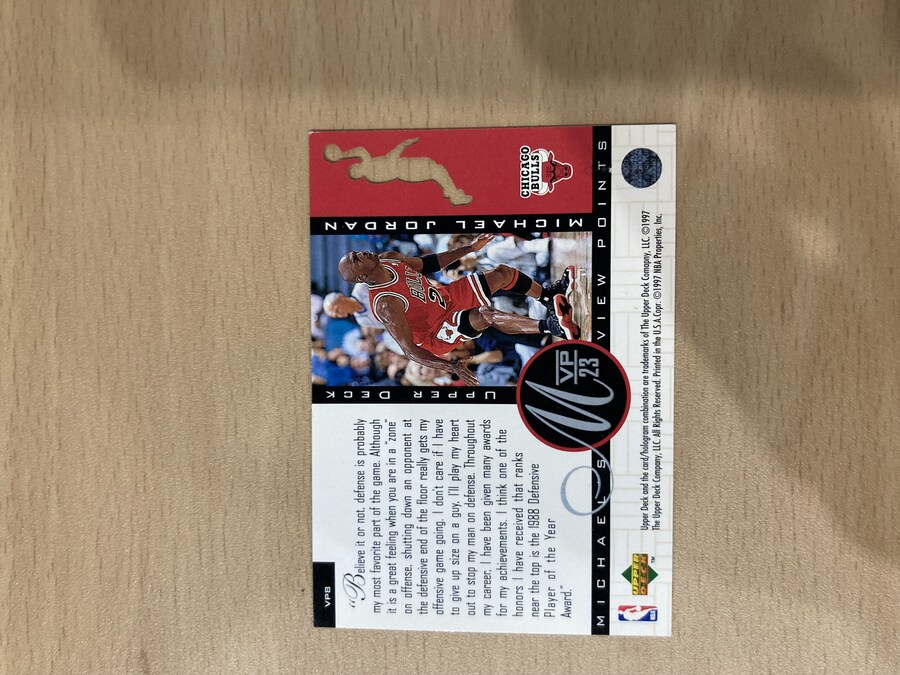 VP8
"Believe it or not, defense is probably
my most favorite part of the game. Although
it is a great feeling when you are in a "zone"
on offense, shutting down an opponent at
the defensive end of the floor really gets my
offensive game going. I don't care if I have
to give up size on a guy, I'll play my heart
out to stop my man on defense. Throughout
my career, I have been given many awards
for my achievements. I think one of the
honors I have received that ranks
near the top is the 1988 Defensive
Player of the Year
Award."
UPPER DECK
BULLS
MICHAEL JORDAN
CHICAGO
BULLS
M
VP
23
MICHAEL'S VIEW POINTS
NBA
UPPER
DECK
TM
Upper Deck and the card/hologram combination are trademarks of The Upper Deck Comapny, LLC. ©1997
The Upper Deck Company, LLC. All Rights Reserved. Printed in the U.S.A.Copr. ©1997 NBA Properties, Inc.